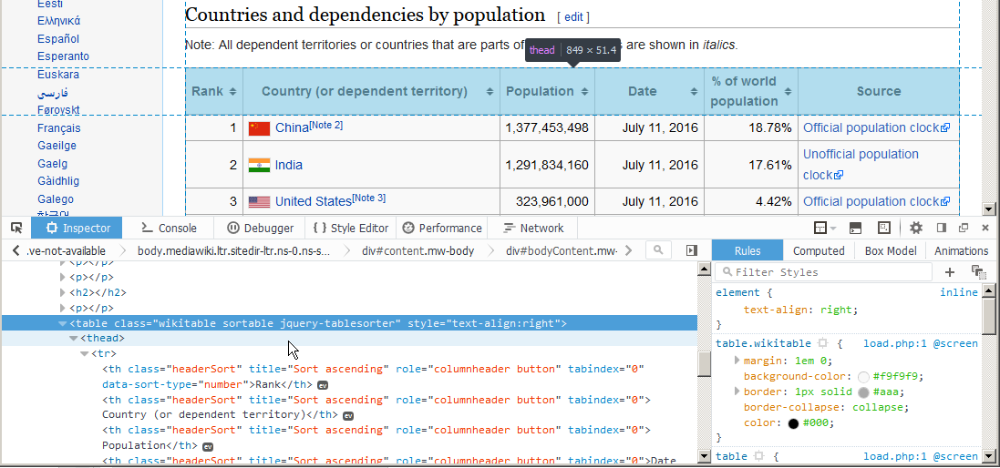 Eesti
Ελληνικά
Español
Esperanto
Euskara
فارسی
Føroyskt
Français
Gaeilge
Gaelg
Gàidhlig
Galego
한국어
Countries and dependencies by population [ edit ]
Note: All dependent territories or countries that are parts of are shown in italics.
thead | 849 × 51.4
Rank Country (or dependent territory) Population Date % of world population Source
1 China[Note 2] 1,377,453,498 July 11, 2016 18.78% Official population clock
2 India 1,291,834,160 July 11, 2016 17.61% Unofficial population clock
3 United States[Note 3] 323,961,000 July 11, 2016 4.42% Official population clock
Inspector Console Debugger Style Editor Performance Network
.ve-not-available body.mediawiki.ltr.sitedir-ltr.ns-0.ns-s... div#content.mw-body div#bodyContent.mw-
<p></p>
<p></p>
<h2></h2>
<p></p>
<table class="wikitable sortable jquery-tablesorter" style="text-align:right">
<thead>
<tr>
<th class="headerSort" title="Sort ascending" role="columnheader button" tabindex="0"
data-sort-type="number">Rank</th> ev
<th class="headerSort" title="Sort ascending" role="columnheader button" tabindex="0">
Country (or dependent territory)</th> ev
<th class="headerSort" title="Sort ascending" role="columnheader button" tabindex="0">
Population</th> ev
<th class="headerSort" title="Sort ascending" role="columnheader button" tabindex="0">Date
Rules Computed Box Model Animations
Filter Styles
element { inline
text-align: right;
}
table.wikitable { load.php:1 @screen
margin: 1em 0;
background-color: #f9f9f9;
border: 1px solid #aaa;
border-collapse: collapse;
color: #000;
}
table { load.php:1 @screen